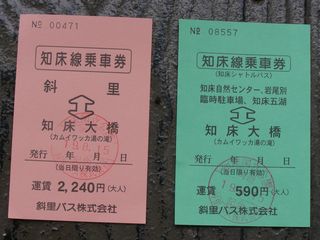 No 00471
知床線乗車券
斜里
知床大橋
(カムイワッカ湯の滝)
発行 年 月 日
(当日限り有効)
運賃 2,240円(大人)
斜里バス株式会社
No 08557
知床線乗車券
(知床シャトルバス)
知床自然センター、岩尾別
臨時駐車場、知床五湖
知床大橋
(カムイワッカ湯の滝)
発行 年 月 日
(当日限り有効)
運賃 590円(大人)
斜里バス株式会社